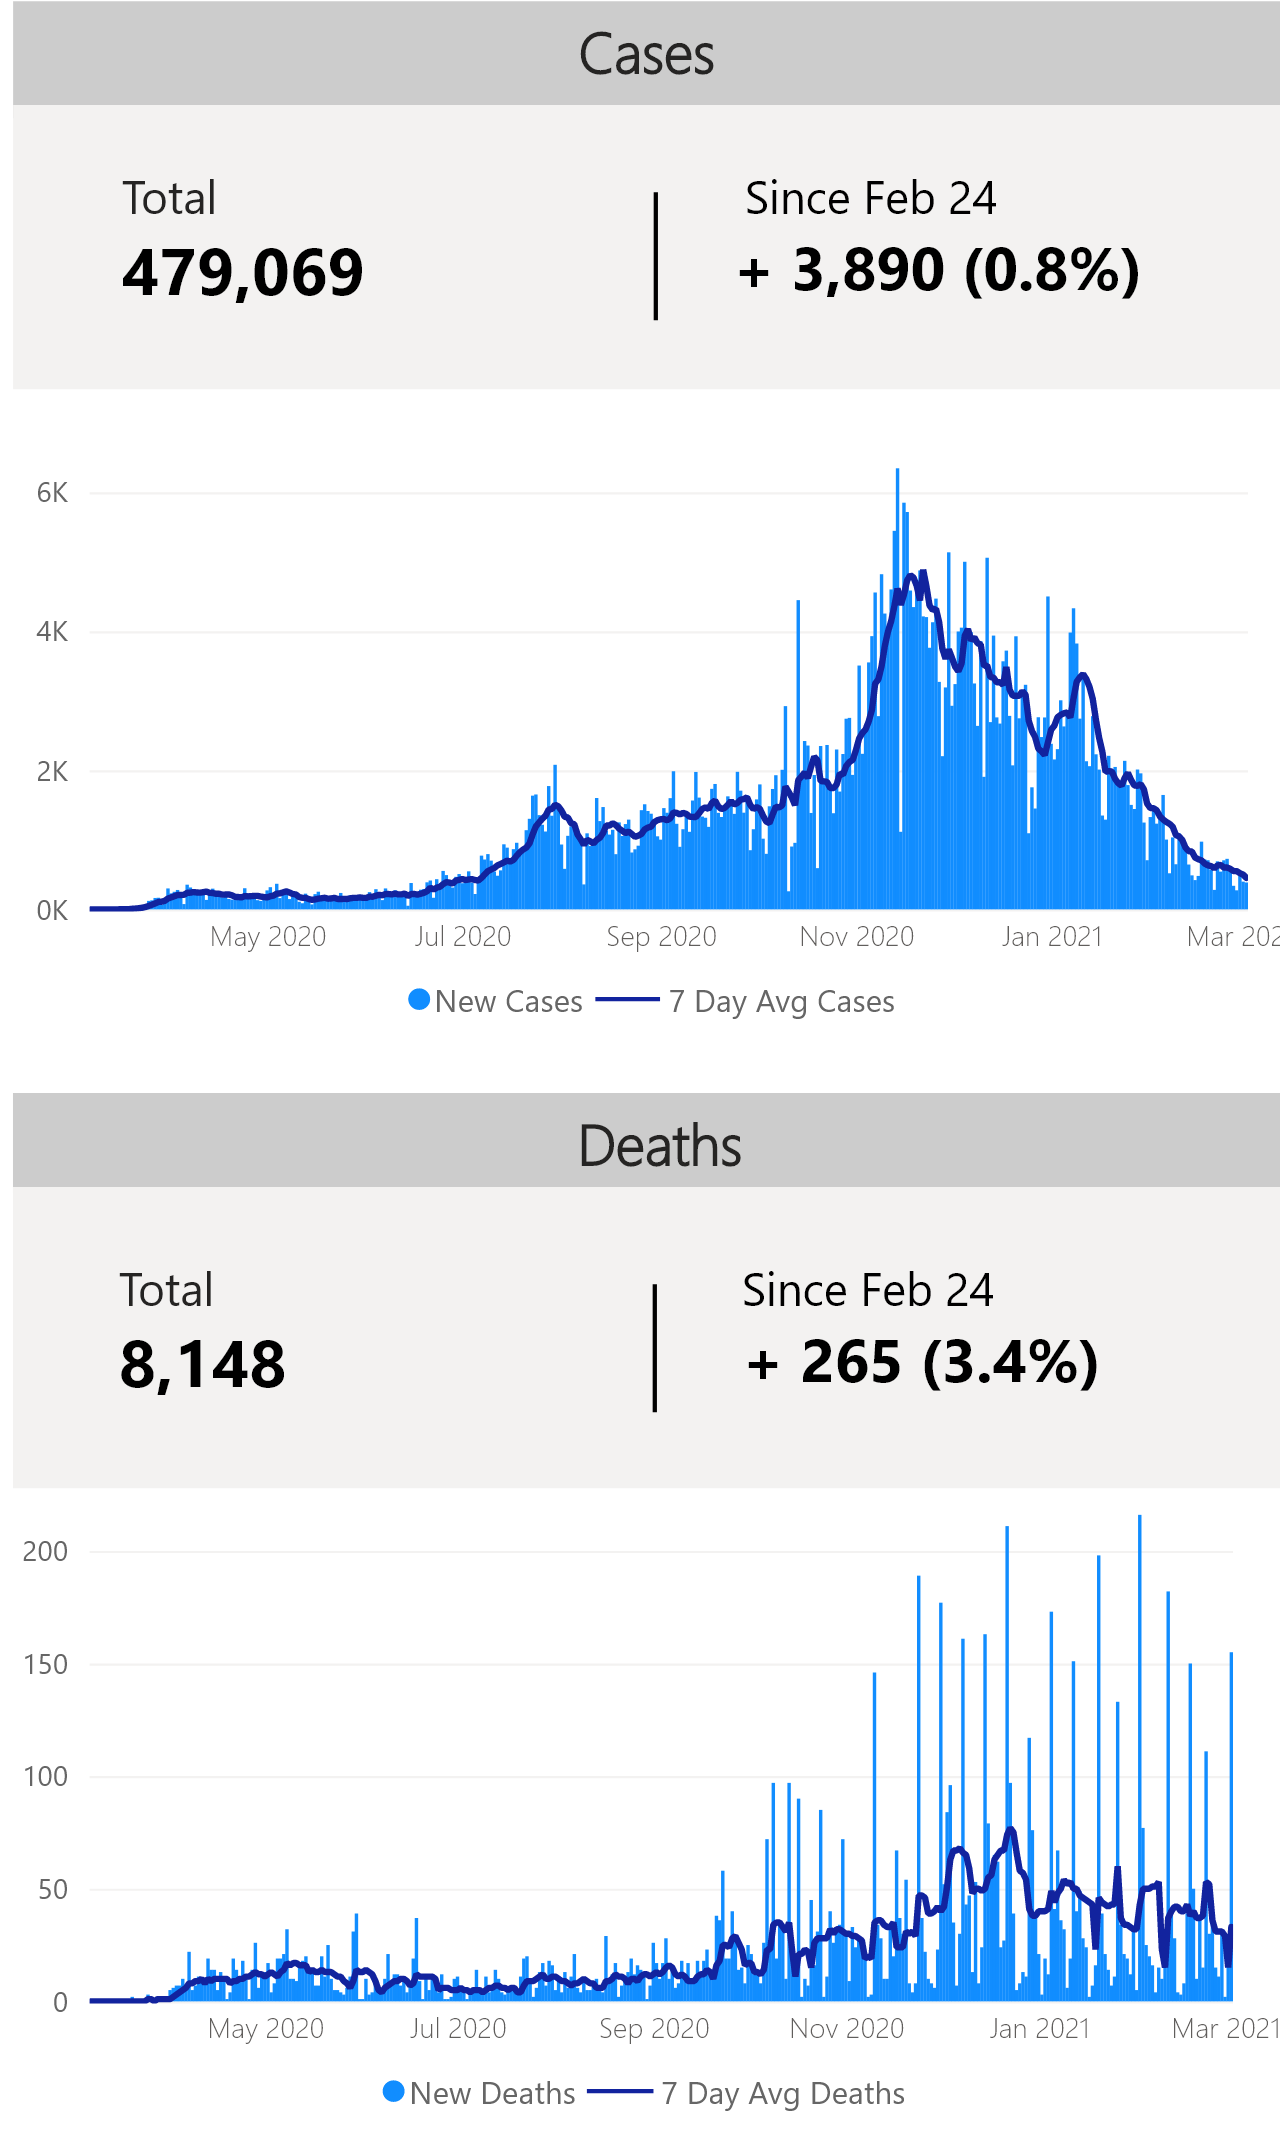 Cases
Total
Since Feb 24
479,069
+ 3,890 (0.8%)
6K
4K
2K
0K
May 2020
Jul 2020
Sep 2020
Nov 2020
Jan 2021
Mar 202
New Cases
7 Day Avg Cases
Deaths
Total
Since Feb 24
8,148
+ 265 (3.4%)
200
150
100
50
0
May 2020
Jul 2020
Sep 2020
Nov 2020
Jan 2021
Mar 2021
New Deaths
7 Day Avg Deaths